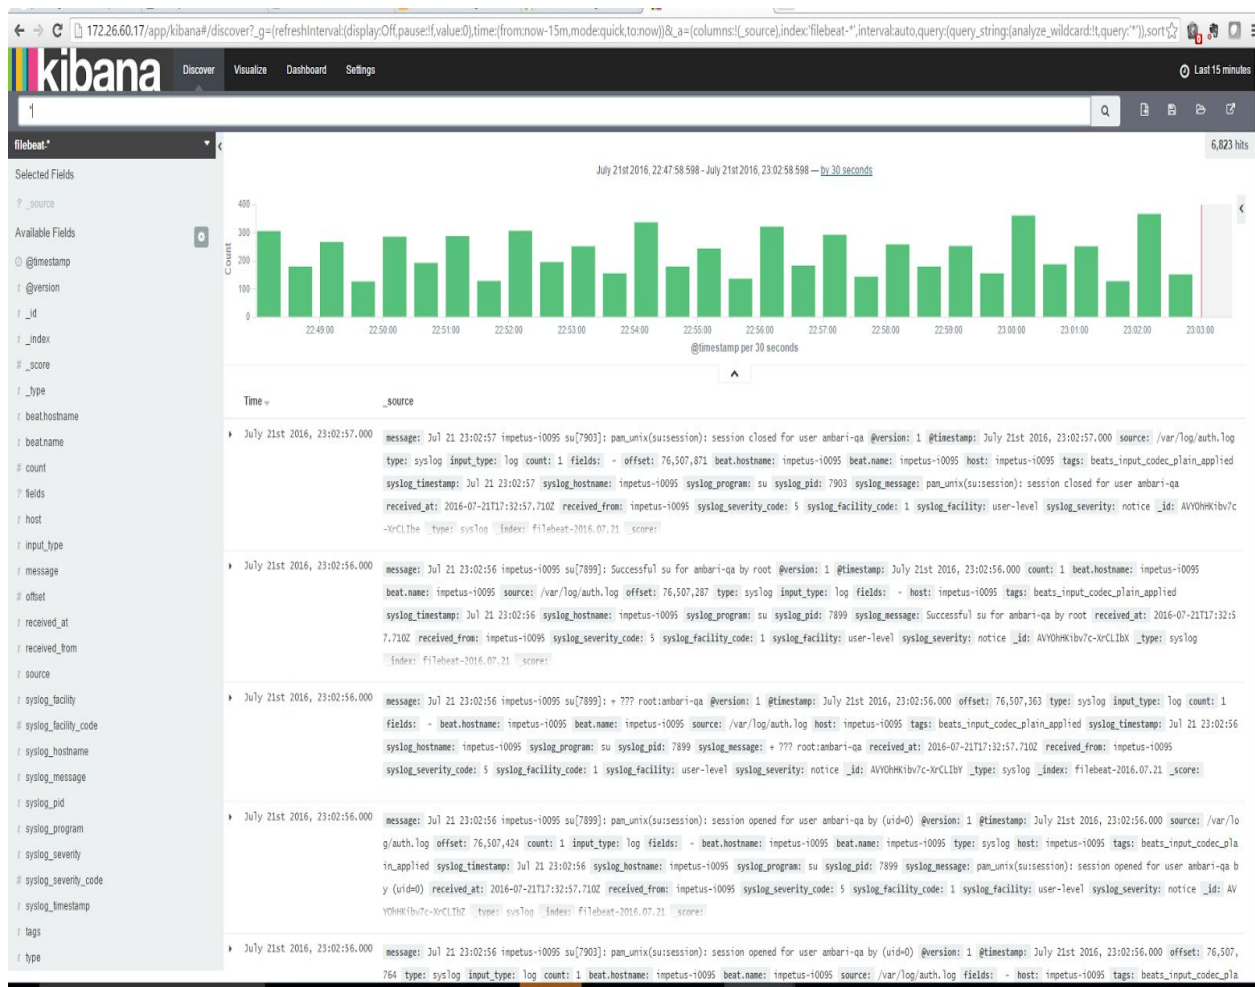 172.26.60.17/app/kibana#/discover?_g=(refreshInterval:(display:Off,pause:!f,value:0),time:(from:now-15m,mode:quick,to:now))&_a=(columns:!(_source),index:'filebeat-*',interval:auto,query:(query_string:(analyze_wildcard:!t,query:'*')),sort
kibana Discover Visualize Dashboard Settings Last 15 minutes
*
filebeat-* 6,823 hits
Selected Fields
? _source
Available Fields
@timestamp
t @version
t _id
t _index
# _score
t _type
t beat.hostname
t beat.name
# count
? fields
t host
t input_type
t message
# offset
t received_at
t received_from
t source
t syslog_facility
# syslog_facility_code
t syslog_hostname
t syslog_message
t syslog_pid
t syslog_program
t syslog_severity
# syslog_severity_code
t syslog_timestamp
t tags
t type
July 21st 2016, 22:47:58.598 - July 21st 2016, 23:02:58.598 — by 30 seconds
Count
400
300
200
100
0
22:49:00 22:50:00 22:51:00 22:52:00 22:53:00 22:54:00 22:55:00 22:56:00 22:57:00 22:58:00 22:59:00 23:00:00 23:01:00 23:02:00 23:03:00
@timestamp per 30 seconds
Time _source
July 21st 2016, 23:02:57.000 message: Jul 21 23:02:57 impetus-i0095 su[7903]: pam_unix(su:session): session closed for user ambari-qa @version: 1 @timestamp: July 21st 2016, 23:02:57.000 source: /var/log/auth.log
type: syslog input_type: log count: 1 fields: - offset: 76,507,871 beat.hostname: impetus-i0095 beat.name: impetus-i0095 host: impetus-i0095 tags: beats_input_codec_plain_applied
syslog_timestamp: Jul 21 23:02:57 syslog_hostname: impetus-i0095 syslog_program: su syslog_pid: 7903 syslog_message: pam_unix(su:session): session closed for user ambari-qa
received_at: 2016-07-21T17:32:57.710Z received_from: impetus-i0095 syslog_severity_code: 5 syslog_facility_code: 1 syslog_facility: user-level syslog_severity: notice _id: AVYOhHKibv7c
-XrCLIbe _type: syslog _index: filebeat-2016.07.21 _score:
July 21st 2016, 23:02:56.000 message: Jul 21 23:02:56 impetus-i0095 su[7899]: Successful su for ambari-qa by root @version: 1 @timestamp: July 21st 2016, 23:02:56.000 count: 1 beat.hostname: impetus-i0095
beat.name: impetus-i0095 source: /var/log/auth.log offset: 76,507,287 type: syslog input_type: log fields: - host: impetus-i0095 tags: beats_input_codec_plain_applied
syslog_timestamp: Jul 21 23:02:56 syslog_hostname: impetus-i0095 syslog_program: su syslog_pid: 7899 syslog_message: Successful su for ambari-qa by root received_at: 2016-07-21T17:32:5
7.710Z received_from: impetus-i0095 syslog_severity_code: 5 syslog_facility_code: 1 syslog_facility: user-level syslog_severity: notice _id: AVYOhHKibv7c-XrCLIbX _type: syslog
_index: filebeat-2016.07.21 _score:
July 21st 2016, 23:02:56.000 message: Jul 21 23:02:56 impetus-i0095 su[7899]: + ??? root:ambari-qa @version: 1 @timestamp: July 21st 2016, 23:02:56.000 offset: 76,507,363 type: syslog input_type: log count: 1
fields: - beat.hostname: impetus-i0095 beat.name: impetus-i0095 source: /var/log/auth.log host: impetus-i0095 tags: beats_input_codec_plain_applied syslog_timestamp: Jul 21 23:02:56
syslog_hostname: impetus-i0095 syslog_program: su syslog_pid: 7899 syslog_message: + ??? root:ambari-qa received_at: 2016-07-21T17:32:57.710Z received_from: impetus-i0095
syslog_severity_code: 5 syslog_facility_code: 1 syslog_facility: user-level syslog_severity: notice _id: AVYOhHKibv7c-XrCLIbY _type: syslog _index: filebeat-2016.07.21 _score:
July 21st 2016, 23:02:56.000 message: Jul 21 23:02:56 impetus-i0095 su[7899]: pam_unix(su:session): session opened for user ambari-qa by (uid=0) @version: 1 @timestamp: July 21st 2016, 23:02:56.000 source: /var/lo
g/auth.log offset: 76,507,424 count: 1 input_type: log fields: - beat.hostname: impetus-i0095 beat.name: impetus-i0095 type: syslog host: impetus-i0095 tags: beats_input_codec_pla
in_applied syslog_timestamp: Jul 21 23:02:56 syslog_hostname: impetus-i0095 syslog_program: su syslog_pid: 7899 syslog_message: pam_unix(su:session): session opened for user ambari-qa b
y (uid=0) received_at: 2016-07-21T17:32:57.710Z received_from: impetus-i0095 syslog_severity_code: 5 syslog_facility_code: 1 syslog_facility: user-level syslog_severity: notice _id: AV
YOhHKibv7c-XrCLIbZ _type: syslog _index: filebeat-2016.07.21 _score:
July 21st 2016, 23:02:56.000 message: Jul 21 23:02:56 impetus-i0095 su[7903]: pam_unix(su:session): session opened for user ambari-qa by (uid=0) @version: 1 @timestamp: July 21st 2016, 23:02:56.000 offset: 76,507,
764 type: syslog input_type: log count: 1 beat.hostname: impetus-i0095 beat.name: impetus-i0095 source: /var/log/auth.log fields: - host: impetus-i0095 tags: beats_input_codec_pla